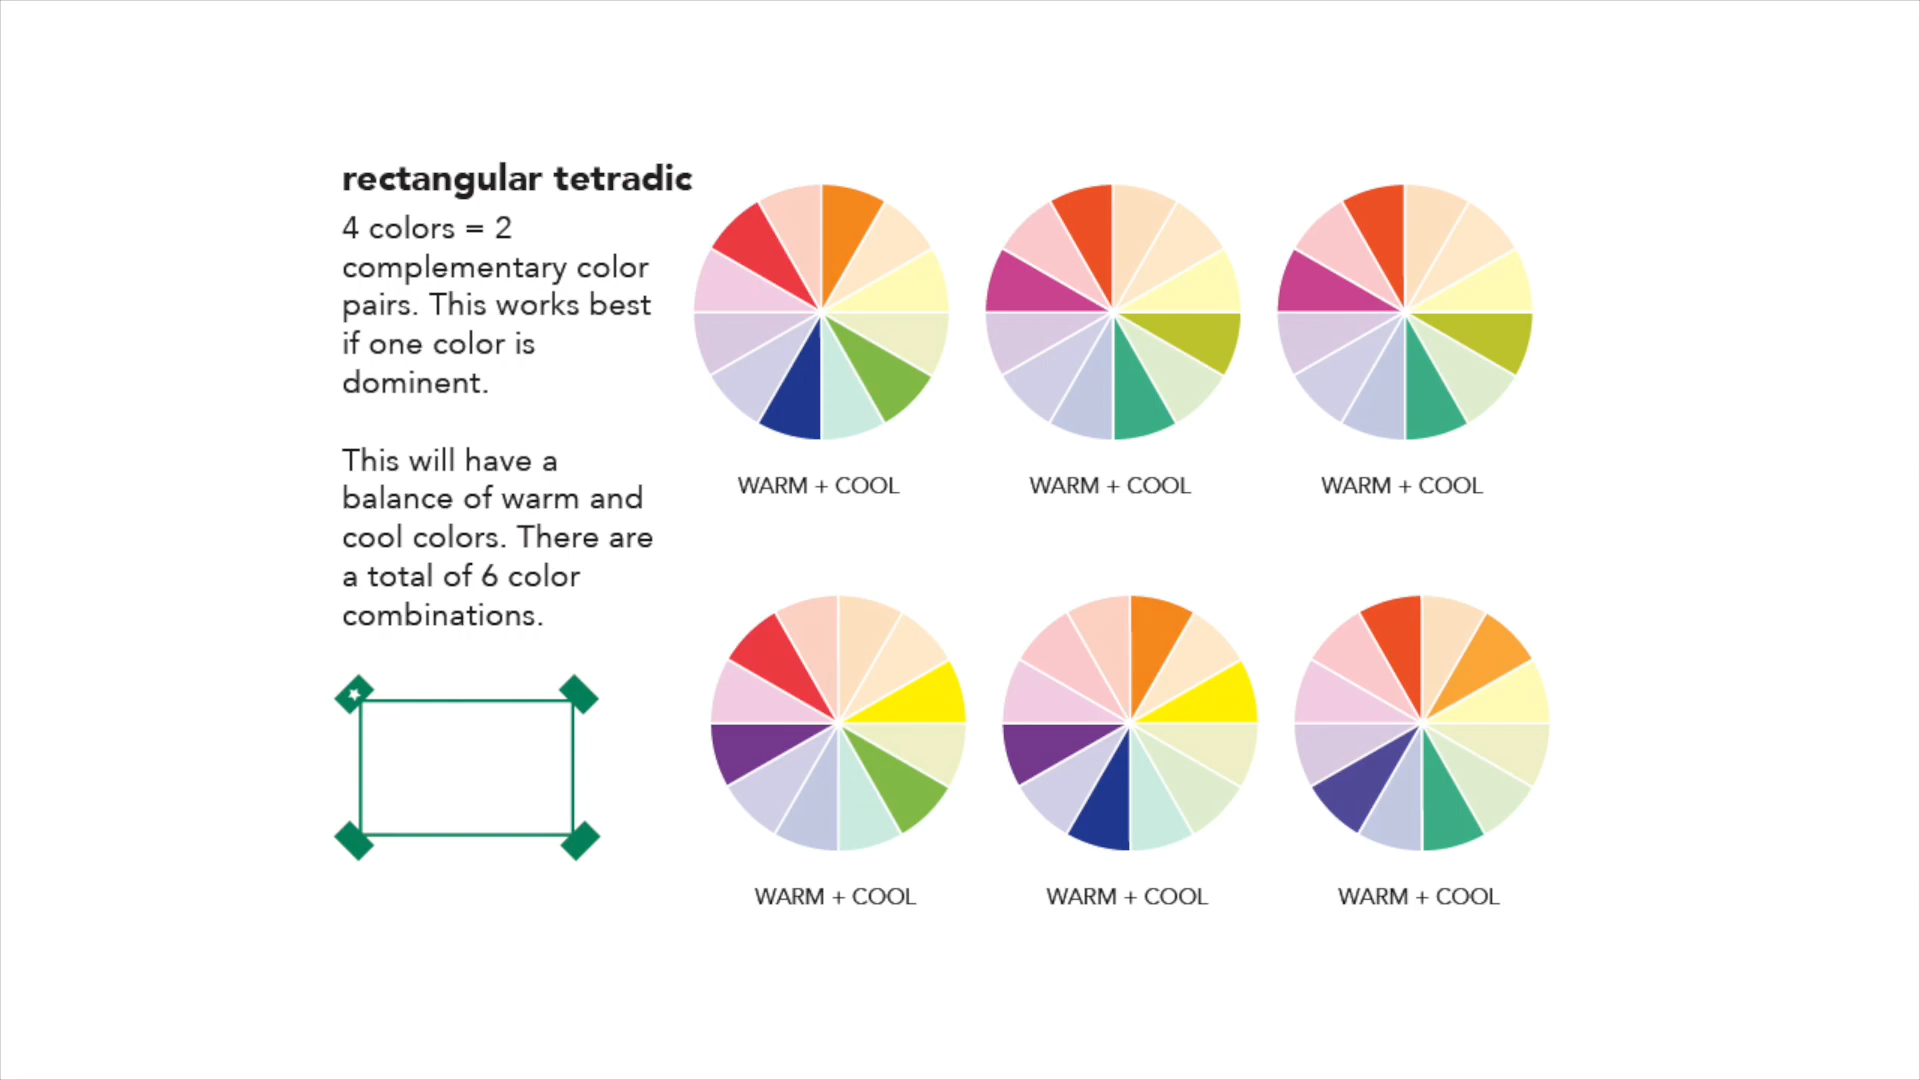 rectangular tetradic
4 colors = 2
complementary color
pairs. This works best
if one color is
dominent.
This will have a
balance of warm and
cool colors. There are
a total of 6 color
combinations.
WARM + COOL
WARM + COOL
WARM + COOL
WARM + COOL
WARM + COOL
WARM + COOL